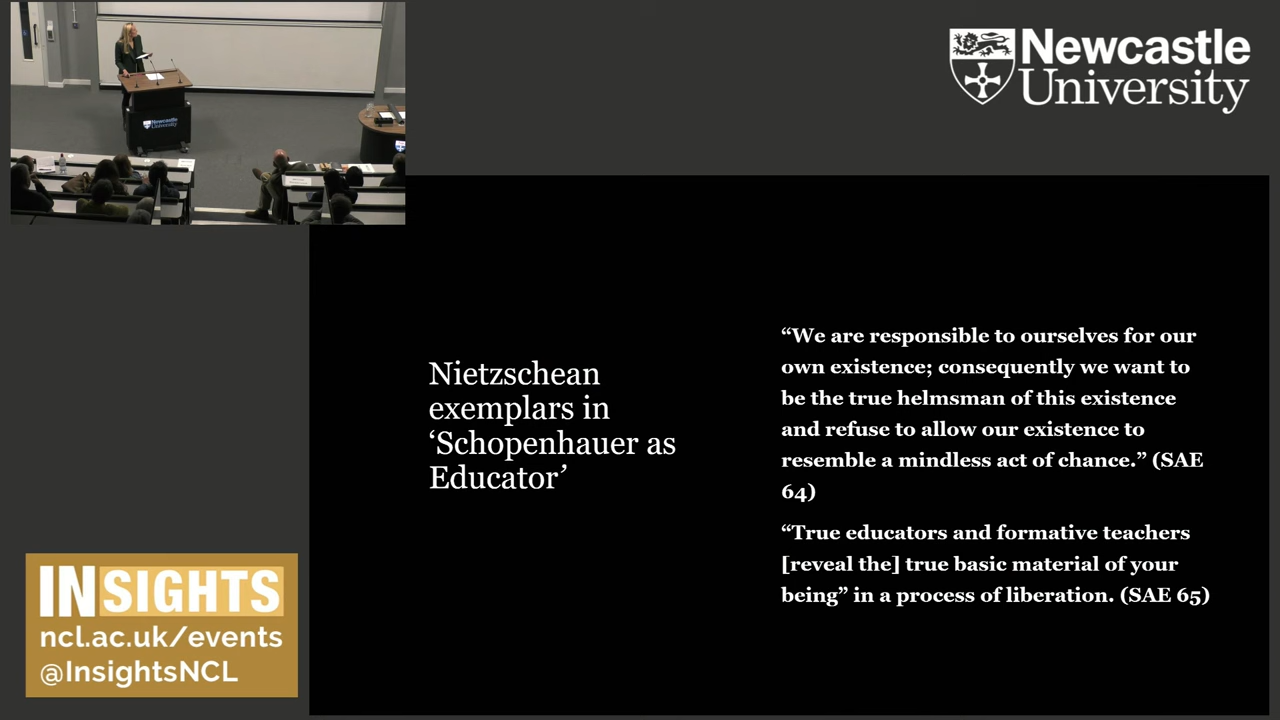 Newcastle
University
Newcastle
University
Nietzschean
exemplars in
‘Schopenhauer as
Educator’
“We are responsible to ourselves for our
own existence; consequently we want to
be the true helmsman of this existence
and refuse to allow our existence to
resemble a mindless act of chance.” (SAE
64)
“True educators and formative teachers
[reveal the] true basic material of your
being” in a process of liberation. (SAE 65)
INSIGHTS
ncl.ac.uk/events
@InsightsNCL